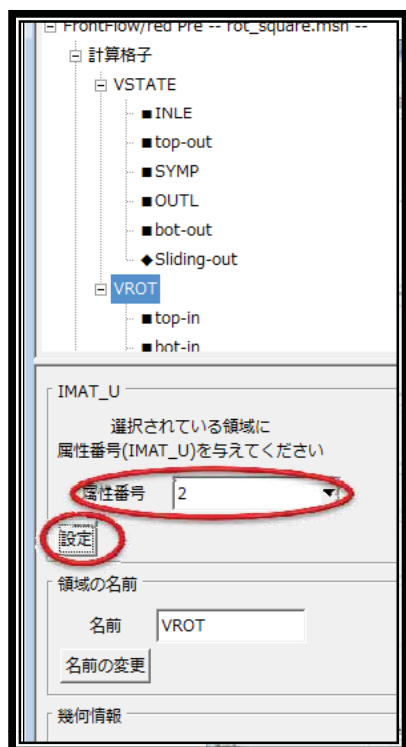 FrontFlow/red Pre -- rot_square.msh --
計算格子
VSTATE
INLE
top-out
SYMP
OUTL
bot-out
Sliding-out
VROT
top-in
bot-in
IMAT_U
選択されている領域に
属性番号(IMAT_U)を与えてください
属性番号 2
設定
領域の名前
名前 VROT
名前の変更
幾何情報